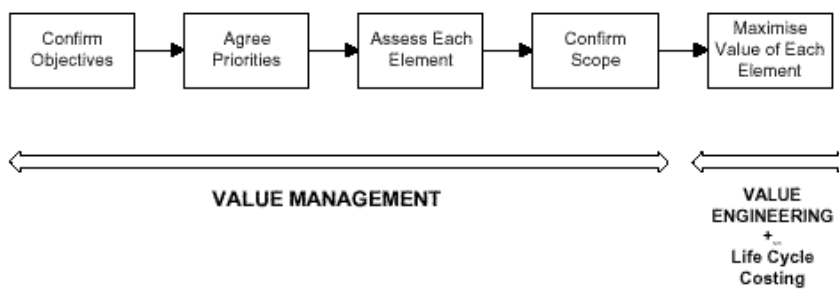 Confirm
Objectives
Agree
Priorities
Assess Each
Element
Confirm
Scope
Maximise
Value of Each
Element
VALUE MANAGEMENT
VALUE
ENGINEERING
+
Life Cycle
Costing